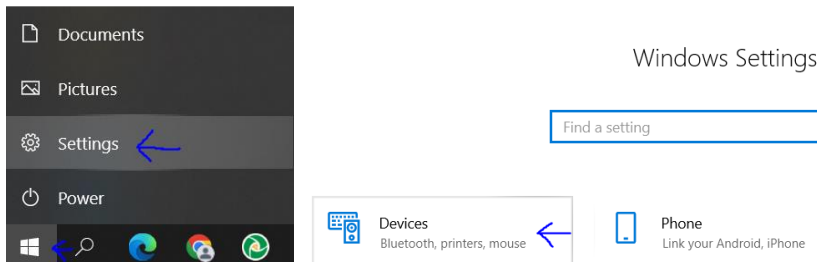 Documents
Pictures
Settings
Power
Windows Settings
Find a setting
Devices
Bluetooth, printers, mouse
Phone
Link your Android, iPhone